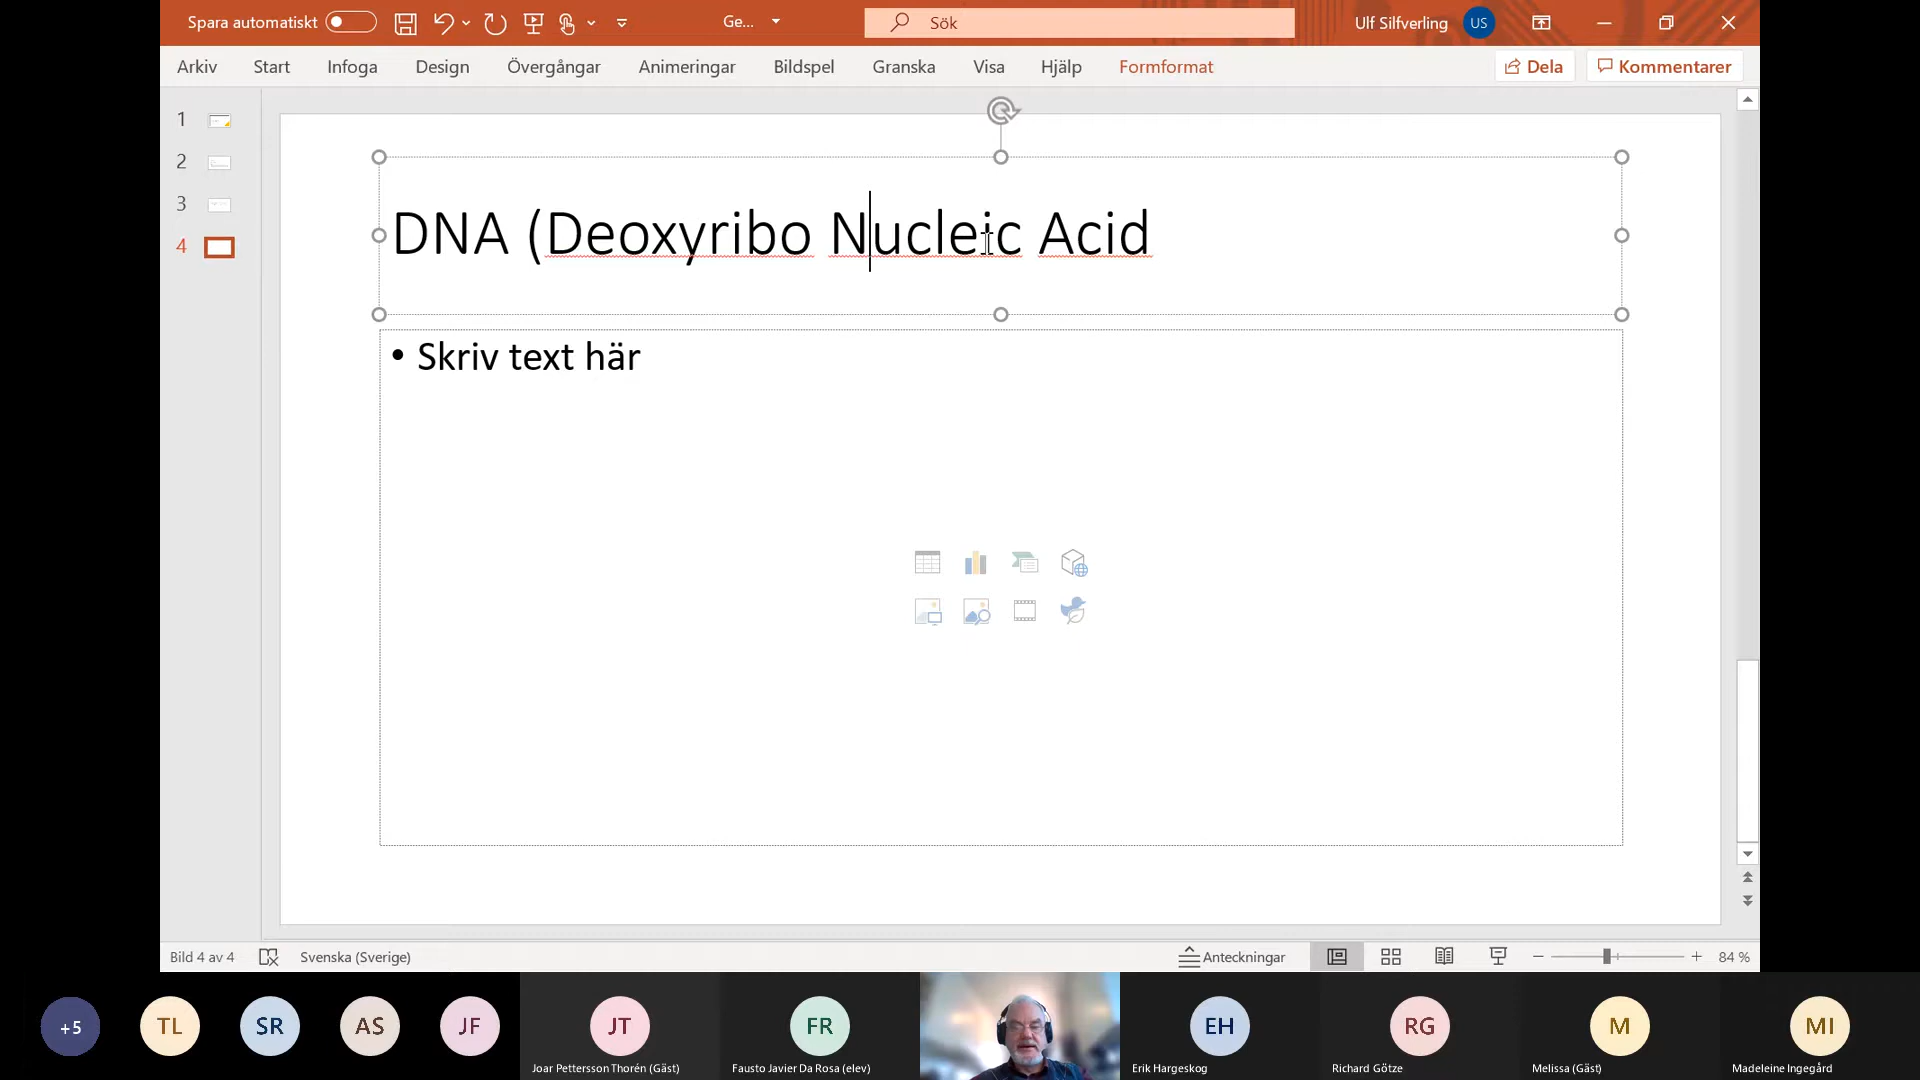 Spara automatiskt
Ge...
Sök
Ulf Silfverling
US
Arkiv
Start
Infoga
Design
Övergångar
Animeringar
Bildspel
Granska
Visa
Hjälp
Formformat
Dela
Kommentarer
1
2
3
4
DNA (Deoxyribo Nucleic Acid
• Skriv text här
Bild 4 av 4
Svenska (Sverige)
Anteckningar
84 %
+5
TL
SR
AS
JF
JT
Joar Pettersson Thorén (Gäst)
FR
Fausto Javier Da Rosa (elev)
EH
Erik Hargeskog
RG
Richard Götze
M
Melissa (Gäst)
MI
Madeleine Ingegård